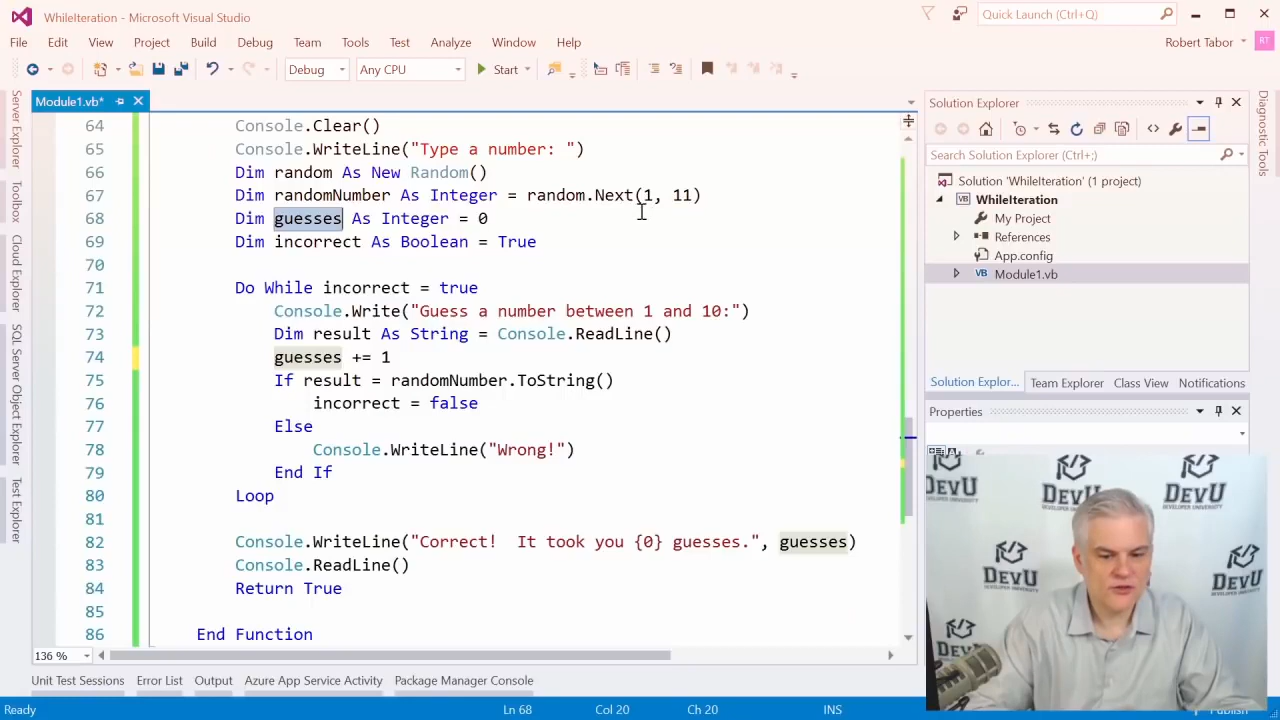 WhileIteration - Microsoft Visual Studio
Quick Launch (Ctrl+Q)
File Edit View Project Build Debug Team Tools Test Analyze Window Help
Robert Tabor RT
Debug Any CPU Start
Module1.vb*
Server Explorer
Toolbox
Cloud Explorer
SQL Server Object Explorer
Test Explorer
64 Console.Clear()
65 Console.WriteLine("Type a number: ")
66 Dim random As New Random()
67 Dim randomNumber As Integer = random.Next(1, 11)
68 Dim guesses As Integer = 0
69 Dim incorrect As Boolean = True
70
71 Do While incorrect = true
72 Console.Write("Guess a number between 1 and 10:")
73 Dim result As String = Console.ReadLine()
74 guesses += 1
75 If result = randomNumber.ToString()
76 incorrect = false
77 Else
78 Console.WriteLine("Wrong!")
79 End If
80 Loop
81
82 Console.WriteLine("Correct!  It took you {0} guesses.", guesses)
83 Console.ReadLine()
84 Return True
85
86 End Function
136 %
Solution Explorer
Search Solution Explorer (Ctrl+;)
Solution 'WhileIteration' (1 project)
WhileIteration
My Project
References
App.config
VB Module1.vb
Solution Explor... Team Explorer Class View Notifications
Properties
Diagnostic Tools
DevU DevU
DEVELOPER UNIVERSITY
DevU DevU
DevU
Unit Test Sessions Error List Output Azure App Service Activity Package Manager Console
Ready Ln 68 Col 20 Ch 20 INS Publish